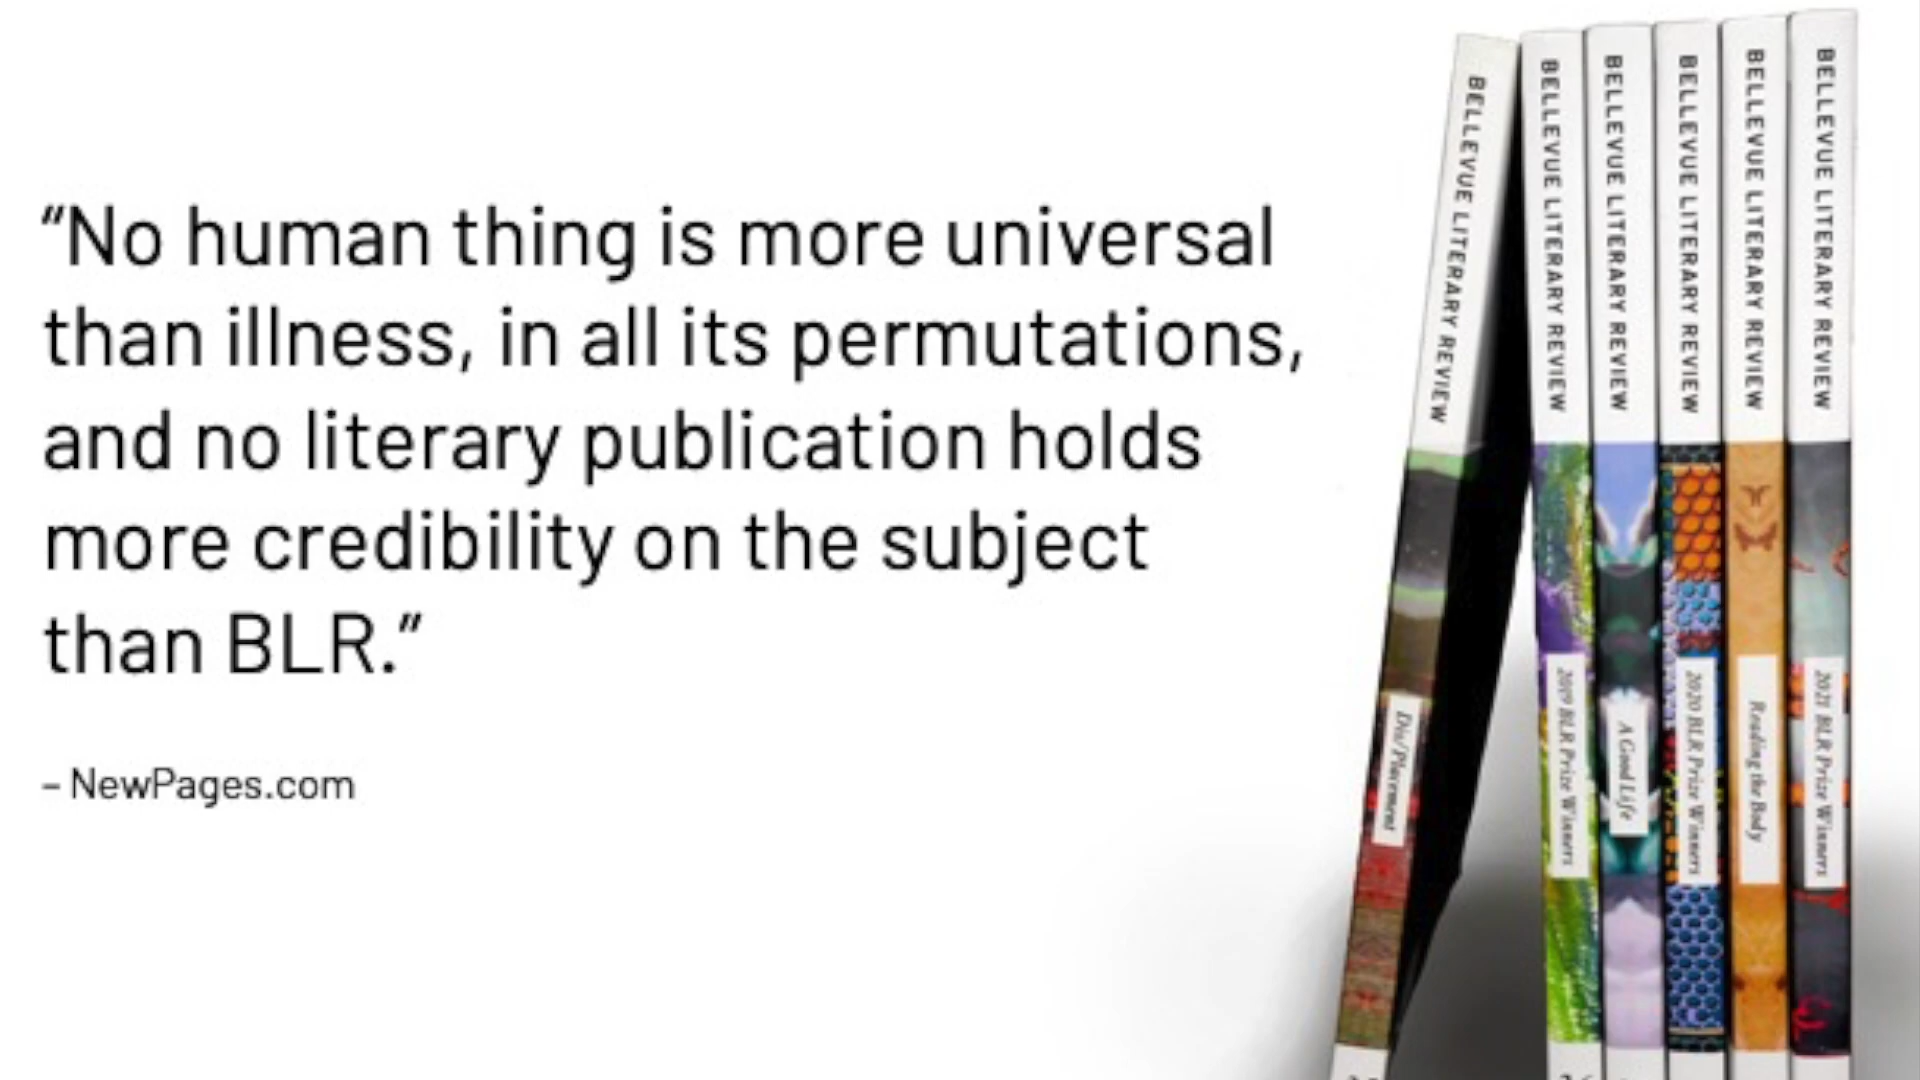 “No human thing is more universal
than illness, in all its permutations,
and no literary publication holds
more credibility on the subject
than BLR.”
– NewPages.com
BELLEVUE LITERARY REVIEW
Dis/Placement
BELLEVUE LITERARY REVIEW
2019 BLR Prize Winners
BELLEVUE LITERARY REVIEW
A Good Life
BELLEVUE LITERARY REVIEW
2020 BLR Prize Winners
BELLEVUE LITERARY REVIEW
Reading the Body
BELLEVUE LITERARY REVIEW
2021 BLR Prize Winners